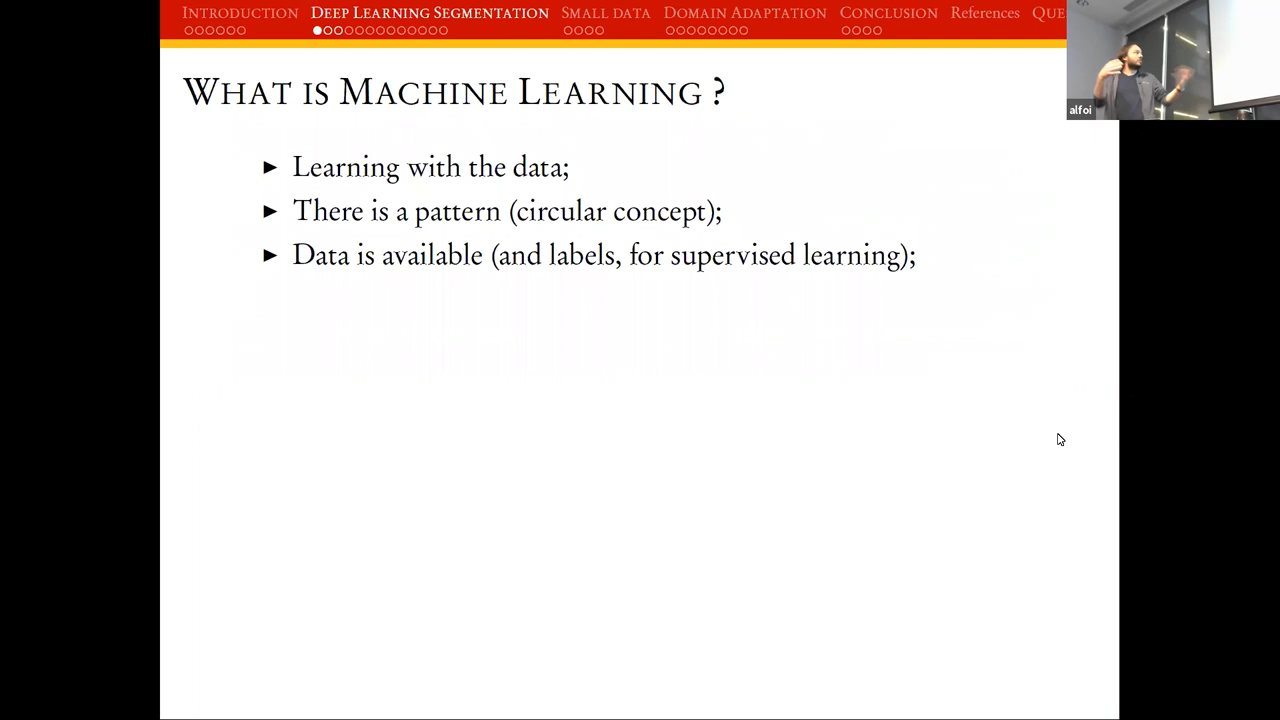 INTRODUCTION DEEP LEARNING SEGMENTATION SMALL DATA DOMAIN ADAPTATION CONCLUSION References QUE
alfoi
WHAT IS MACHINE LEARNING ?
► Learning with the data;
► There is a pattern (circular concept);
► Data is available (and labels, for supervised learning);